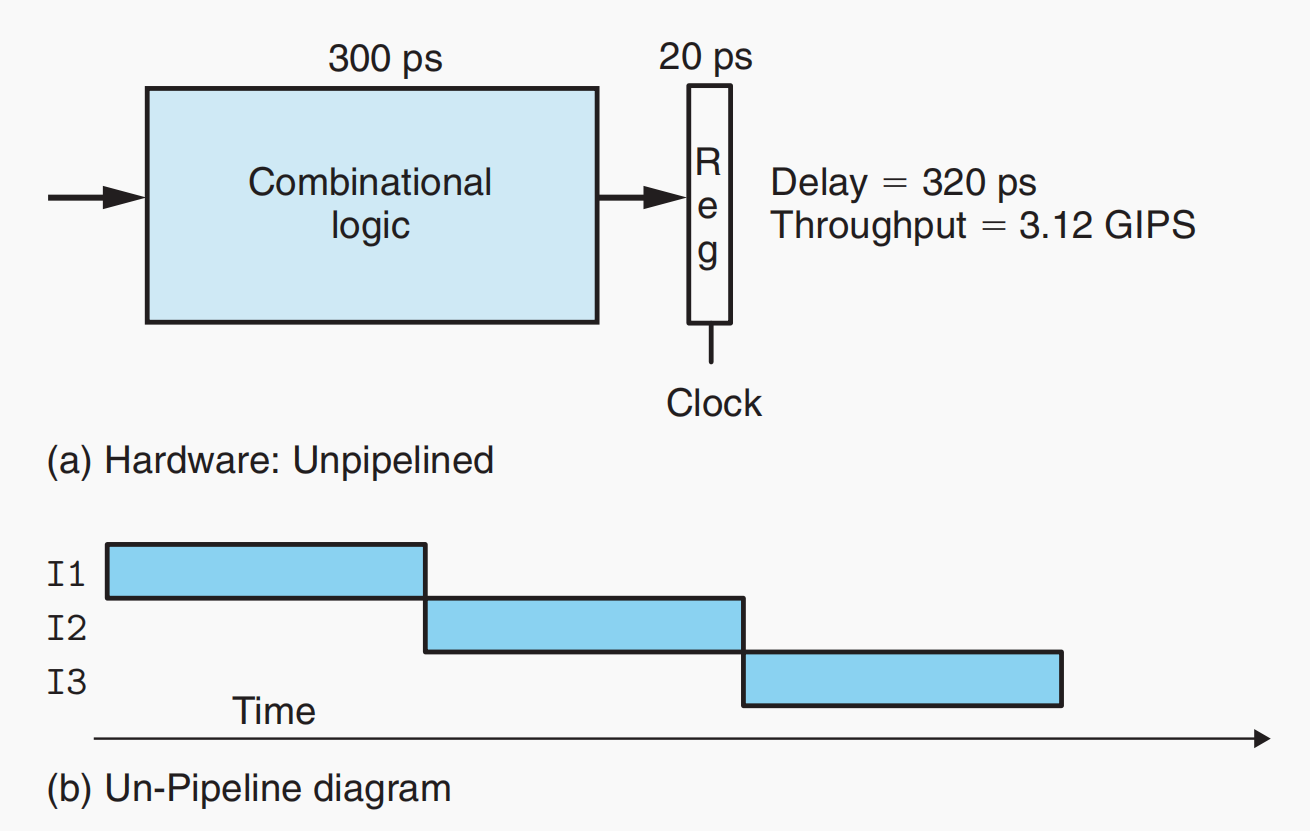 300 ps
20 ps
Combinational
logic
R
e
g
Delay = 320 ps
Throughput = 3.12 GIPS
Clock
(a) Hardware: Unpipelined
I1
I2
I3
Time
(b) Un-Pipeline diagram